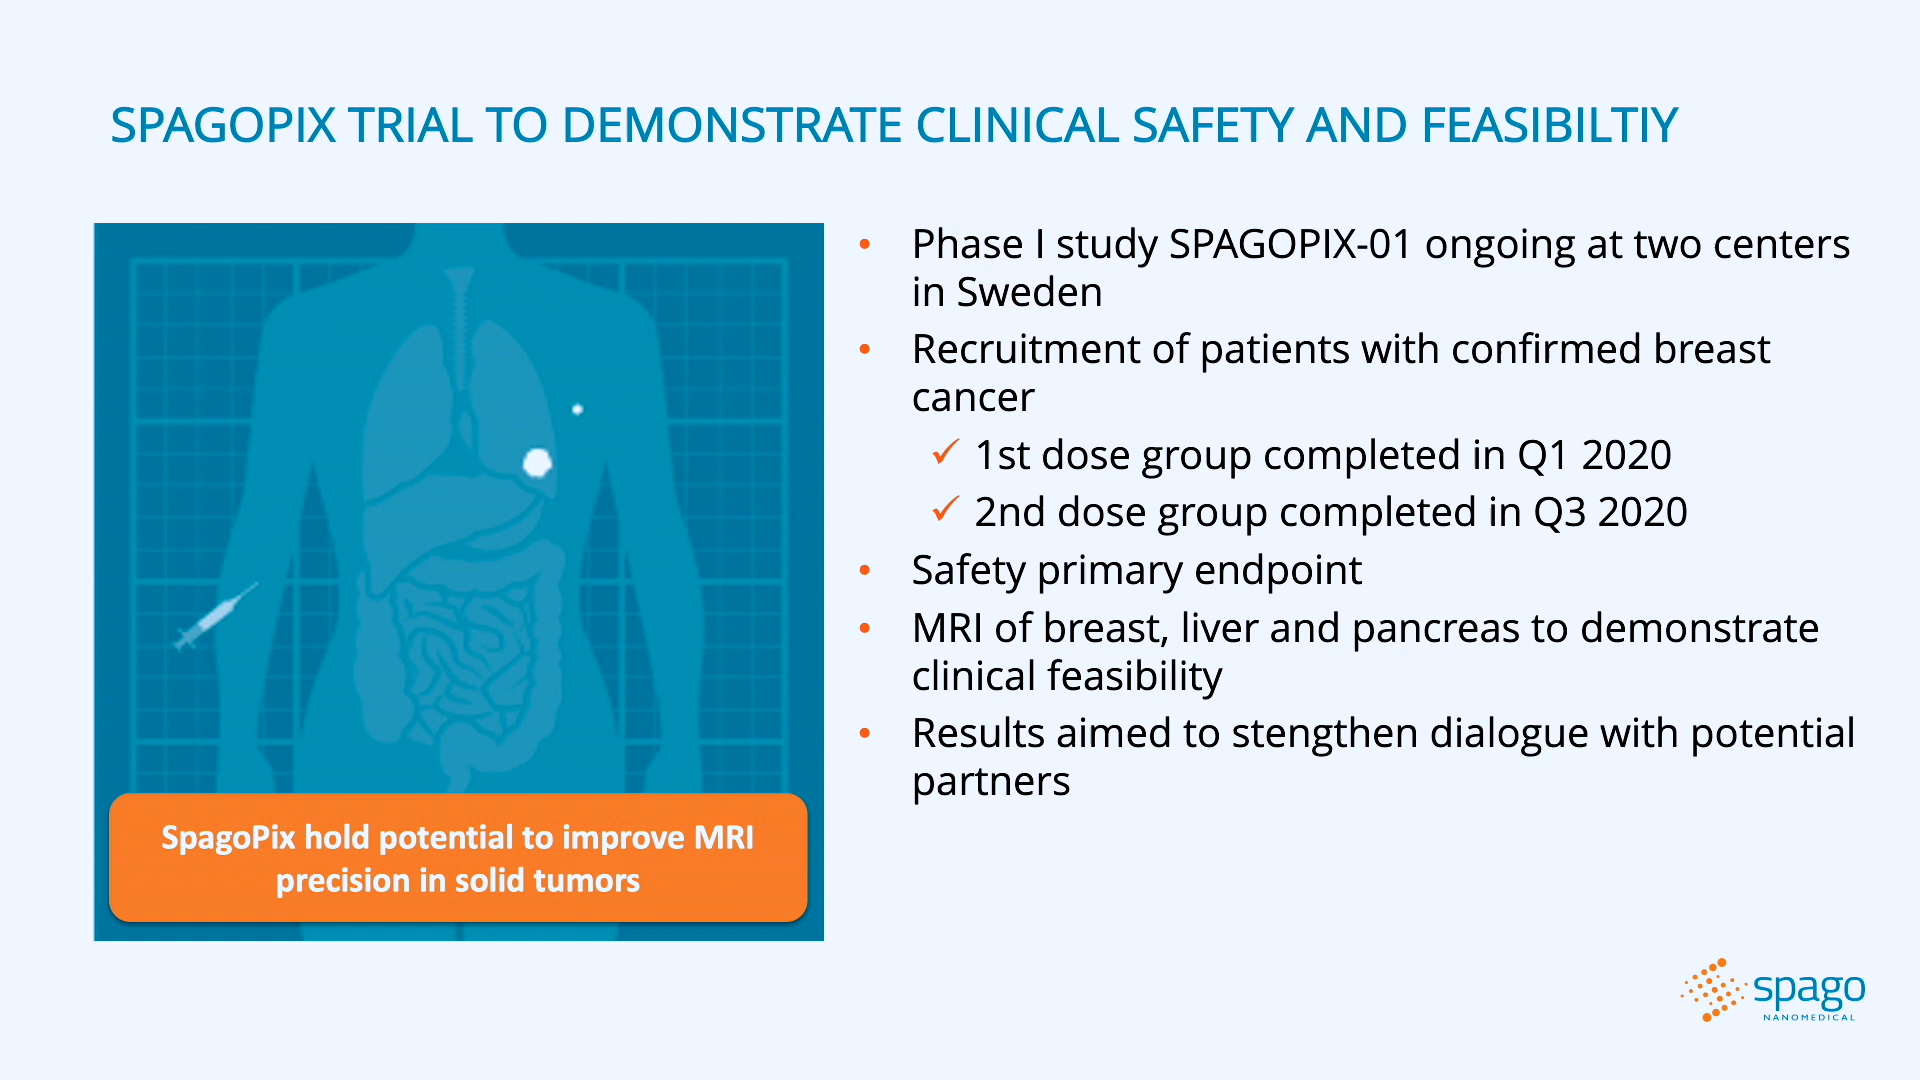 SPAGOPIX TRIAL TO DEMONSTRATE CLINICAL SAFETY AND FEASIBILTIY
• Phase I study SPAGOPIX-01 ongoing at two centers
in Sweden
• Recruitment of patients with confirmed breast
cancer
✓ 1st dose group completed in Q1 2020
✓ 2nd dose group completed in Q3 2020
• Safety primary endpoint
• MRI of breast, liver and pancreas to demonstrate
clinical feasibility
• Results aimed to stengthen dialogue with potential
partners
SpagoPix hold potential to improve MRI
precision in solid tumors
spago
NANOMEDICAL